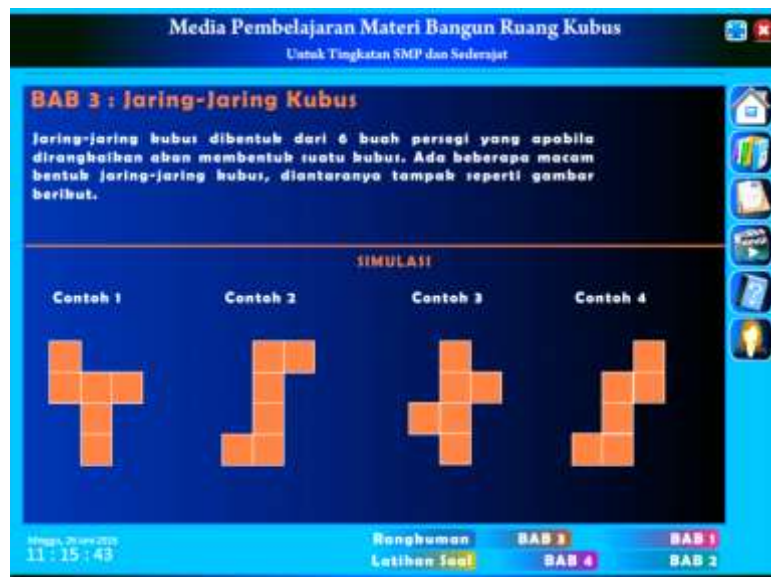 Media Pembelajaran Materi Bangun Ruang Kubus
Untuk Tingkatan SMP dan Sederajat
BAB 3 : Jaring-Jaring Kubus
Jaring-jaring kubus dibentuk dari 6 buah persegi yang apabila
dirangkaikan akan membentuk suatu kubus. Ada beberapa macam
bentuk jaring-jaring kubus, diantaranya tampak seperti gambar
berikut.
SIMULASI
Contoh 1 Contoh 2 Contoh 3 Contoh 4
11 : 15 : 43
Rangkuman BAB 3 BAB 1
Latihan Soal BAB 4 BAB 2